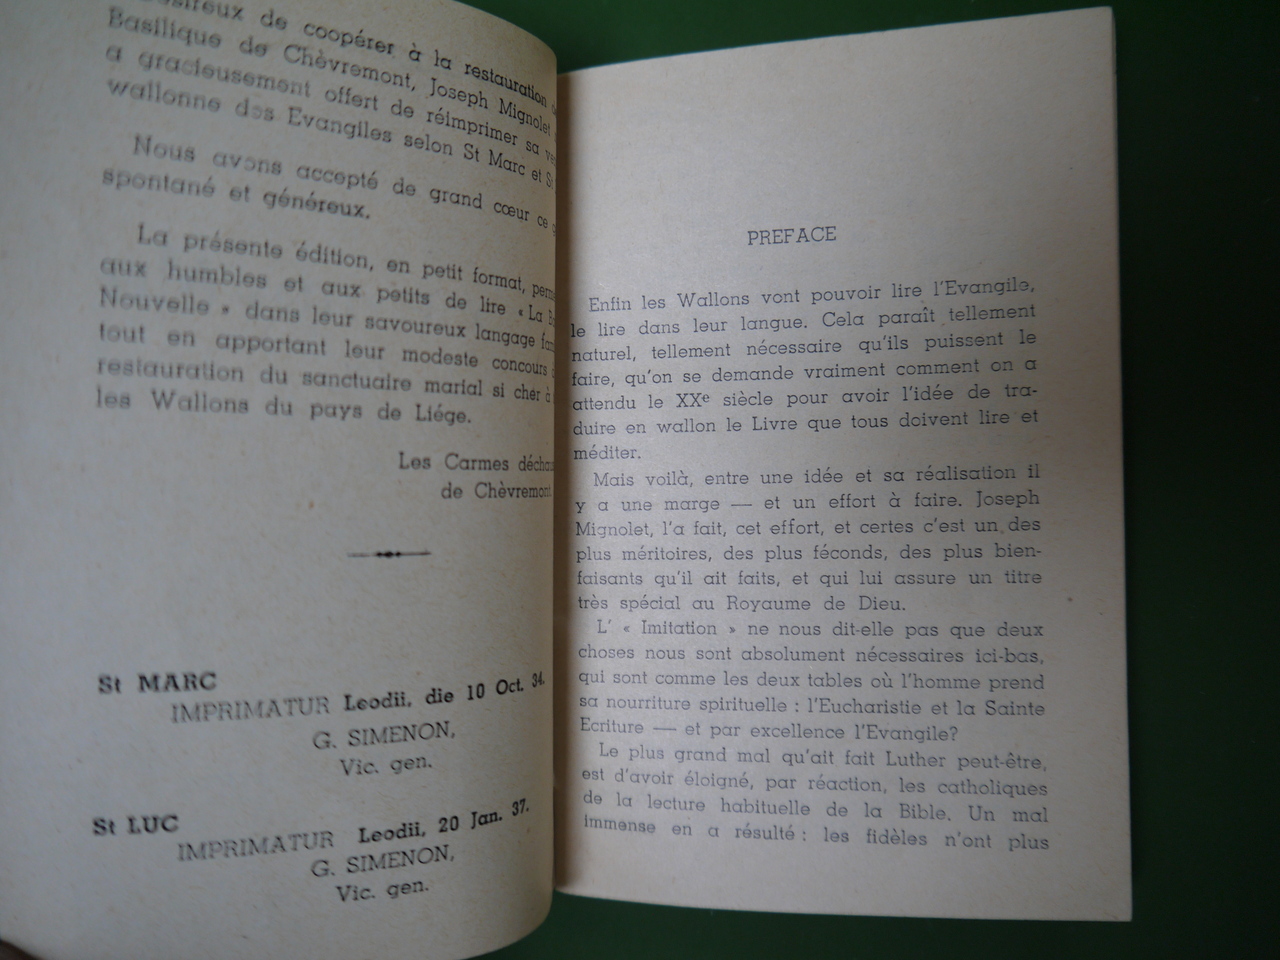 de coopérer à la restauration
Basilique de Chèvremont, Joseph Mignolet
a gracieusement offert de réimprimer sa
wallonne des Evangiles selon St Marc et St
Nous avons accepté de grand cœur ce
spontané et généreux.
La présente édition, en petit format,
aux humbles et aux petits de lire « La
Nouvelle » dans leur savoureux langage
tout en apportant leur modeste concours
restauration du sanctuaire marial si cher à
les Wallons du pays de Liége.
Les Carmes
de Chèvremont
St MARC
IMPRIMATUR Leodii, die 10 Oct. 34.
G. SIMENON,
Vic. gen.
St LUC
IMPRIMATUR Leodii, 20 Jan. 37.
G. SIMENON,
Vic. gen.
PREFACE
Enfin les Wallons vont pouvoir lire l'Evangile,
le lire dans leur langue. Cela paraît tellement
naturel, tellement nécessaire qu'ils puissent le
faire, qu'on se demande vraiment comment on a
attendu le XXe siècle pour avoir l'idée de tra-
duire en wallon le Livre que tous doivent lire et
méditer.
Mais voilà, entre une idée et sa réalisation il
y a une marge — et un effort à faire. Joseph
Mignolet, l'a fait, cet effort, et certes c'est un des
plus méritoires, des plus féconds, des plus bien-
faisants qu'il ait faits, et qui lui assure un titre
très spécial au Royaume de Dieu.
L' « Imitation » ne nous dit-elle pas que deux
choses nous sont absolument nécessaires ici-bas,
qui sont comme les deux tables où l'homme prend
sa nourriture spirituelle : l'Eucharistie et la Sainte
Ecriture — et par excellence l'Evangile?
Le plus grand mal qu'ait fait Luther peut-être,
est d'avoir éloigné, par réaction, les catholiques
de la lecture habituelle de la Bible. Un mal
immense en a résulté : les fidèles n'ont plus